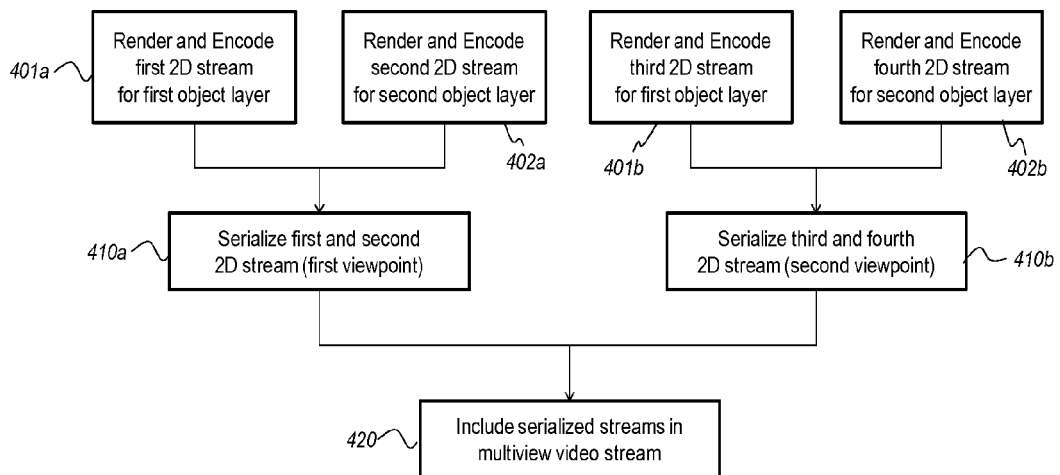 Render and Encode
first 2D stream
for first object layer
401a
Render and Encode
second 2D stream
for second object layer
402a
Render and Encode
third 2D stream
for first object layer
401b
Render and Encode
fourth 2D stream
for second object layer
402b
Serialize first and second
2D stream (first viewpoint)
410a
Serialize third and fourth
2D stream (second viewpoint)
410b
Include serialized streams in
multiview video stream
420